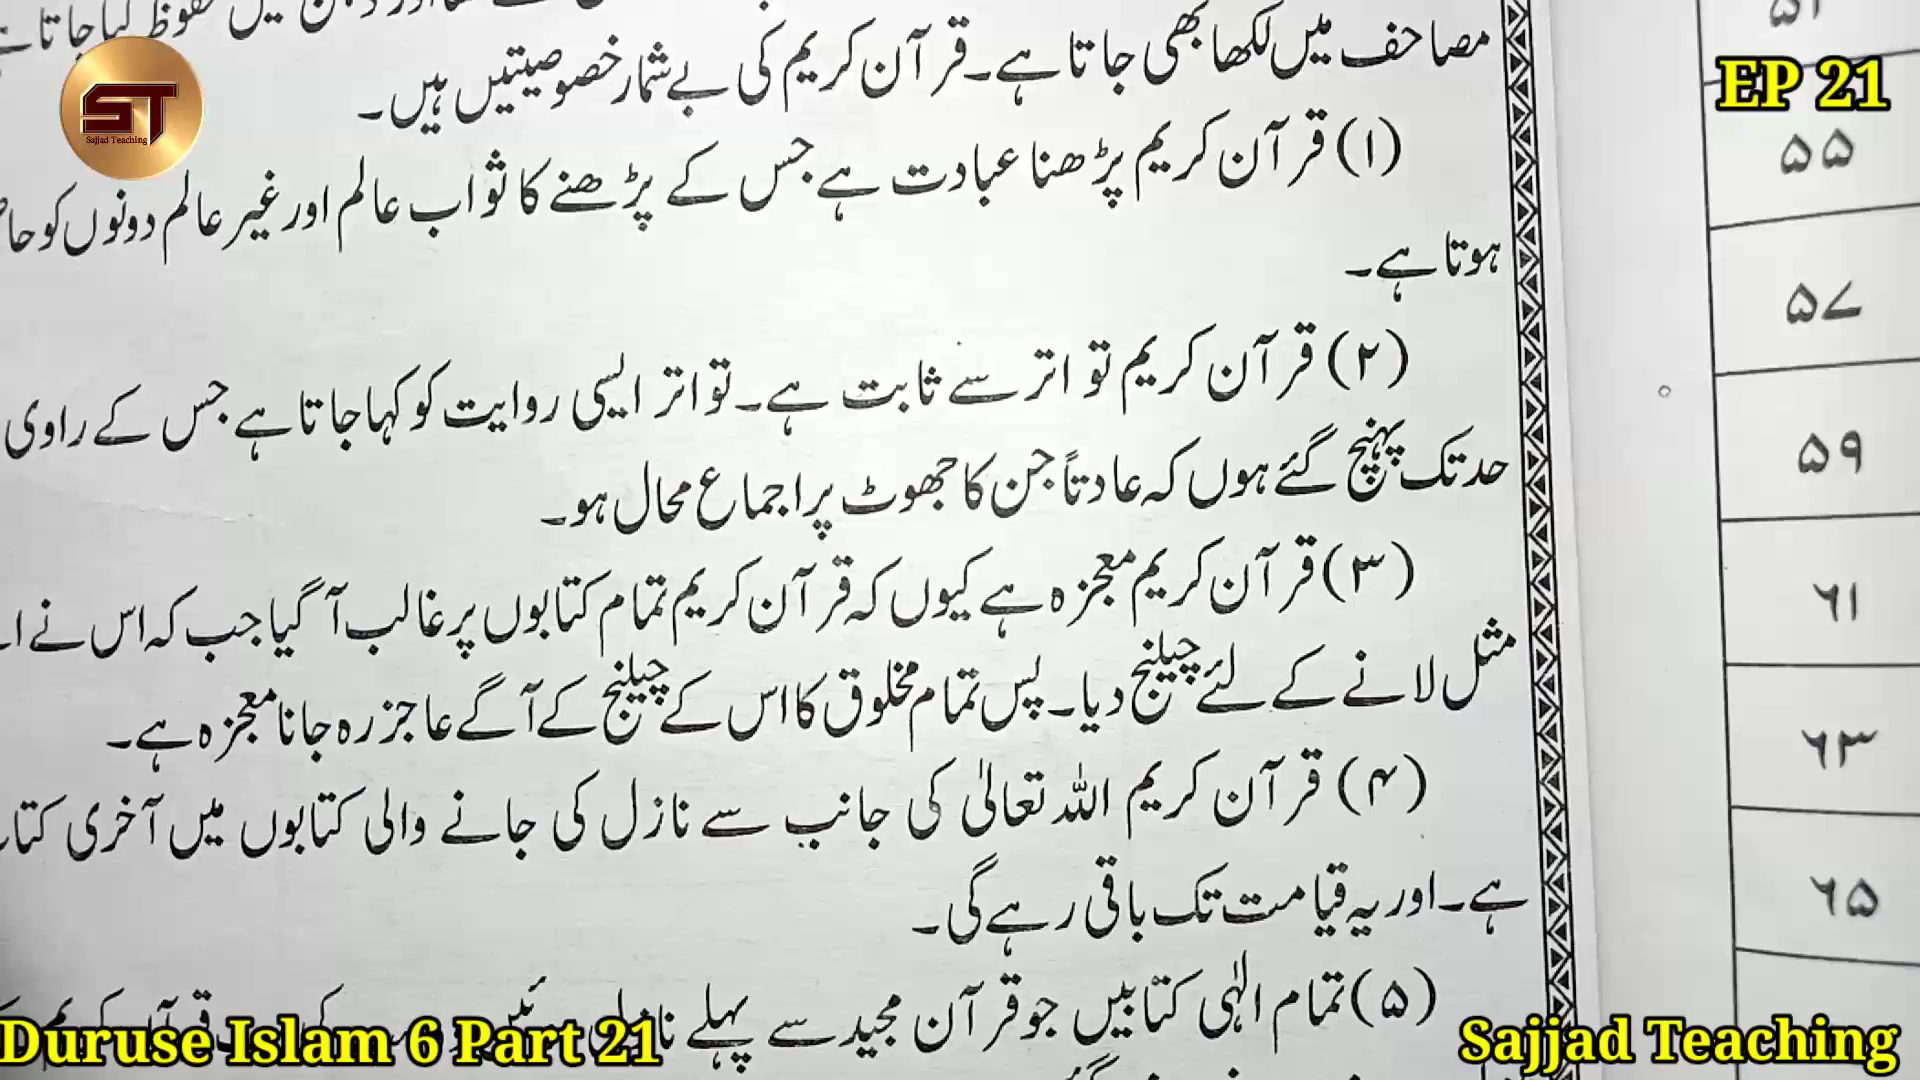 مصاحف میں لکھا بھی جاتا ہے۔ قرآن کریم کی بے شمار خصوصیتیں ہیں۔
(۱) قرآن کریم پڑھنا عبادت ہے جس کے پڑھنے کا ثواب عالم اور غیر عالم دونوں کو
ہوتا ہے۔
(۲) قرآن کریم تواتر سے ثابت ہے۔ تواتر ایسی روایت کو کہا جاتا ہے جس کے راوی
حد تک پہنچ گئے ہوں کہ عادتاً جن کا جھوٹ پر اجماع محال ہو۔
(۳) قرآن کریم معجزہ ہے کیوں کہ قرآن کریم تمام کتابوں پر غالب آ گیا جب کہ اس نے
مثل لانے کے لئے چیلنج دیا۔ پس تمام مخلوق کا اس کے چیلنج کے آگے عاجز رہ جانا معجزہ ہے۔
(۴) قرآن کریم اللہ تعالیٰ کی جانب سے نازل کی جانے والی کتابوں میں آخری
ہے۔ اور یہ قیامت تک باقی رہے گی۔
(۵) تمام الٰہی کتابیں جو قرآن مجید سے پہلے
۵۵
۵۷
۵۹
۶۱
۶۳
۶۵
ST
Sajjad Teaching
EP 21
Duruse Islam 6 Part 21
Sajjad Teaching